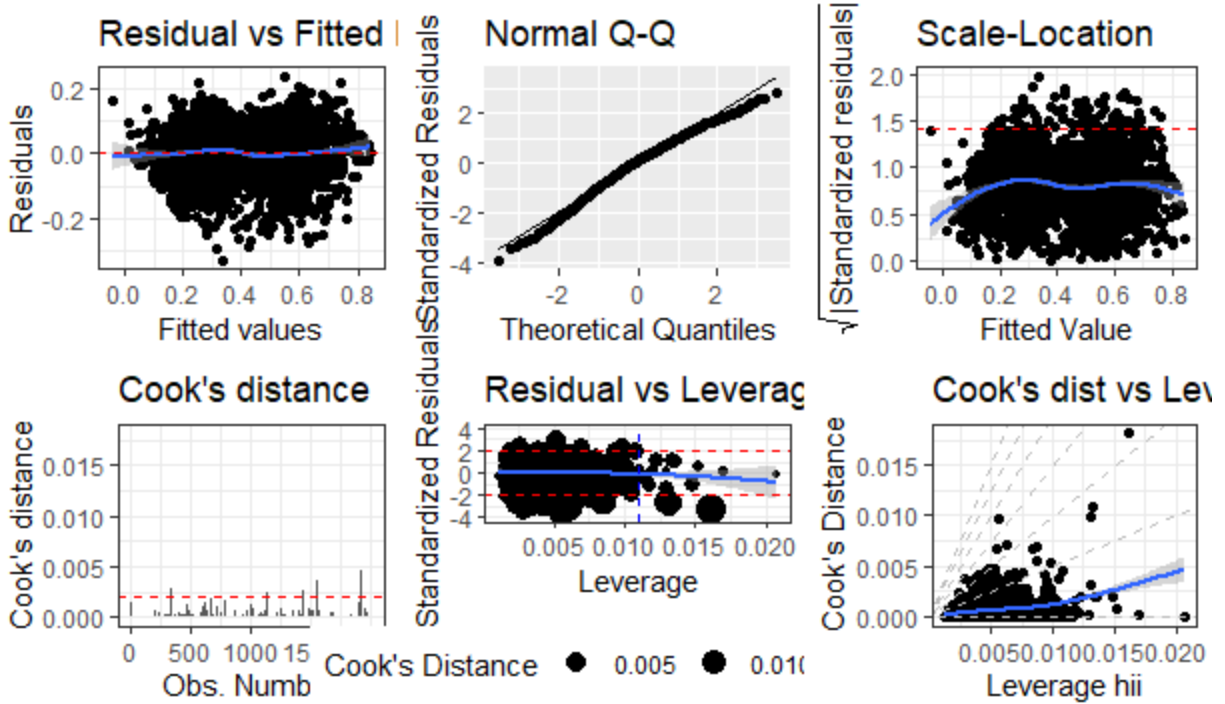 Residual vs Fitted
Residuals
0.2
0.0
-0.2
0.0 0.2 0.4 0.6 0.8
Fitted values
Normal Q-Q
Standardized Residuals
2
0
-2
-4
-2 0 2
Theoretical Quantiles
Scale-Location
√|Standardized residuals|
2.0
1.5
1.0
0.5
0.0
0.0 0.2 0.4 0.6 0.8
Fitted Value
Cook's distance
Cook's distance
0.015
0.010
0.005
0.000
0 500 1000 15
Obs. Numb
Residual vs Leverag
Standardized Residuals
4
2
0
-2
-4
0.005 0.010 0.015 0.020
Leverage
Cook's Distance 0.005 0.010
Cook's dist vs Lev
Cook's Distance
0.015
0.010
0.005
0.000
0.0050.0100.0150.020
Leverage hii